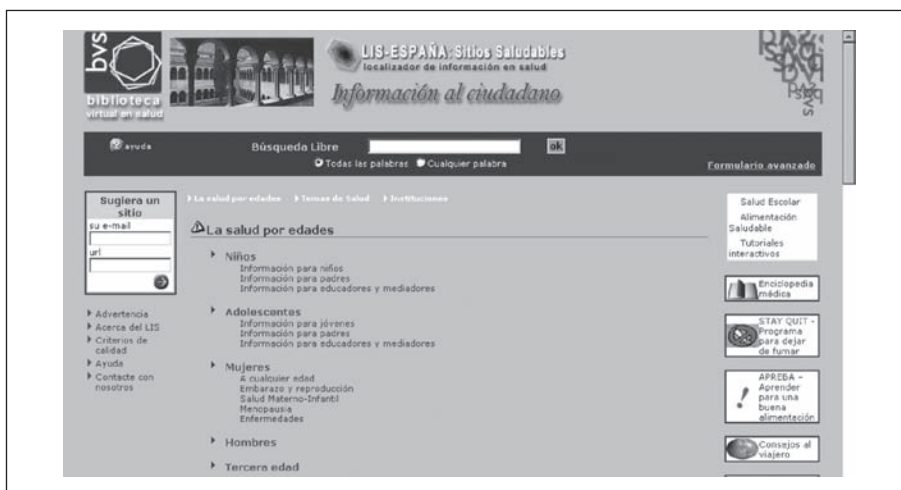 bvs
biblioteca
virtual en salud
LIS-ESPAÑA: Sitios Saludables
localizador de información en salud
Información al ciudadano
ayuda
Búsqueda Libre
ok
Todas las palabras
Cualquier palabra
Formulario avanzado
Sugiera un
sitio
su e-mail
url
Advertencia
Acerca del LIS
Criterios de
calidad
Ayuda
Contacte con
nosotros
La salud por edades
Temas de Salud
Instituciones
La salud por edades
Niños
Información para niños
Información para padres
Información para educadores y mediadores
Adolescentes
Información para jóvenes
Información para padres
Información para educadores y mediadores
Mujeres
A cualquier edad
Embarazo y reproducción
Salud Materno-Infantil
Menopausia
Enfermedades
Hombres
Tercera edad
Salud Escolar
Alimentación
Saludable
Tutoriales
interactivos
Enciclopedia
médica
STAY QUIT -
Programa
para dejar
de fumar
APREBA -
Aprender
para una
buena
alimentación
Consejos al
viajero